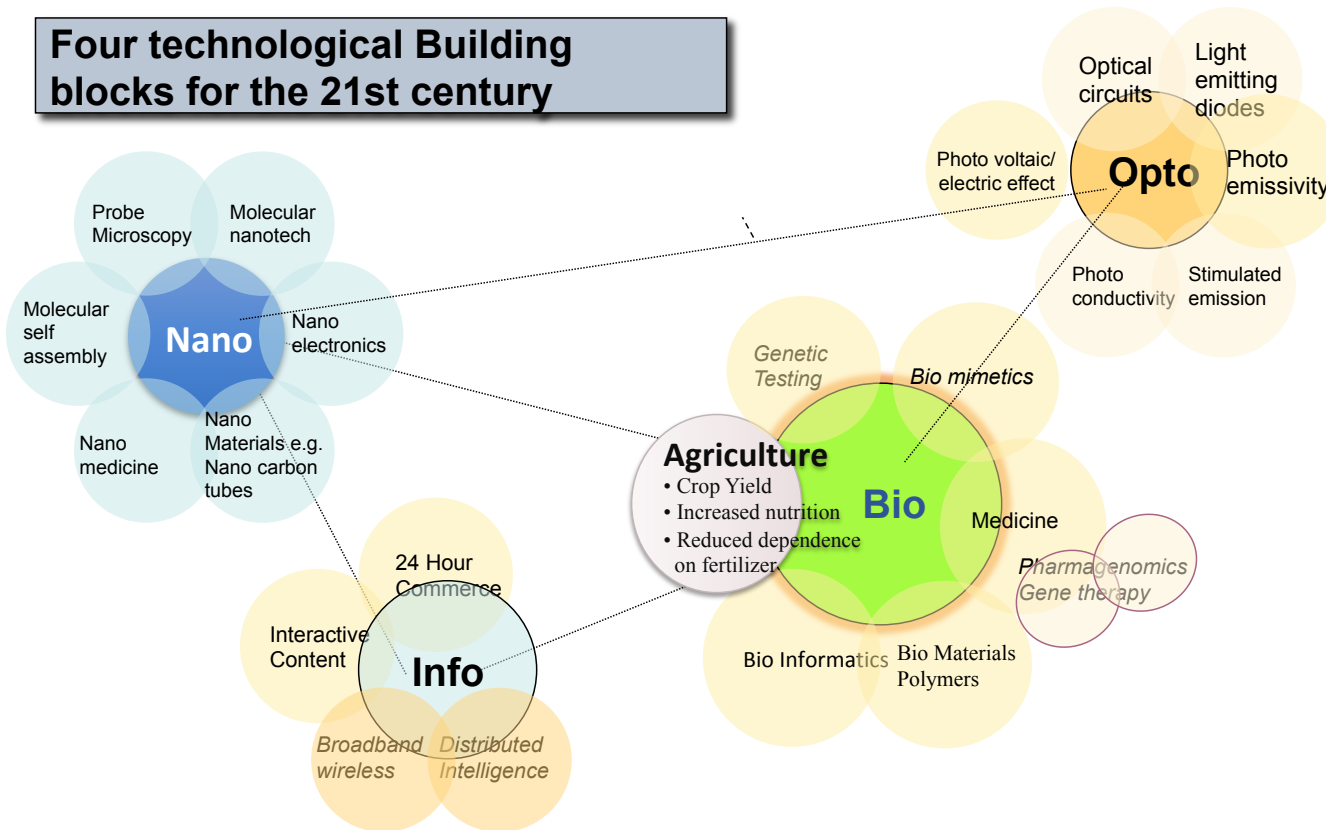 Four technological Building
blocks for the 21st century
Optical
circuits
Light
emitting
diodes
Photo voltaic/
electric effect
Opto
Photo
emissivity
Photo
conductivity
Stimulated
emission
Probe
Microscopy
Molecular
nanotech
Molecular
self
assembly
Nano
Nano
electronics
Nano
medicine
Nano
Materials e.g.
Nano carbon
tubes
Genetic
Testing
Bio mimetics
Agriculture
• Crop Yield
• Increased nutrition
• Reduced dependence
on fertilizer
Bio
Medicine
Pharmagenomics
Gene therapy
Bio Informatics
Bio Materials
Polymers
24 Hour
Commerce
Interactive
Content
Info
Broadband
wireless
Distributed
Intelligence